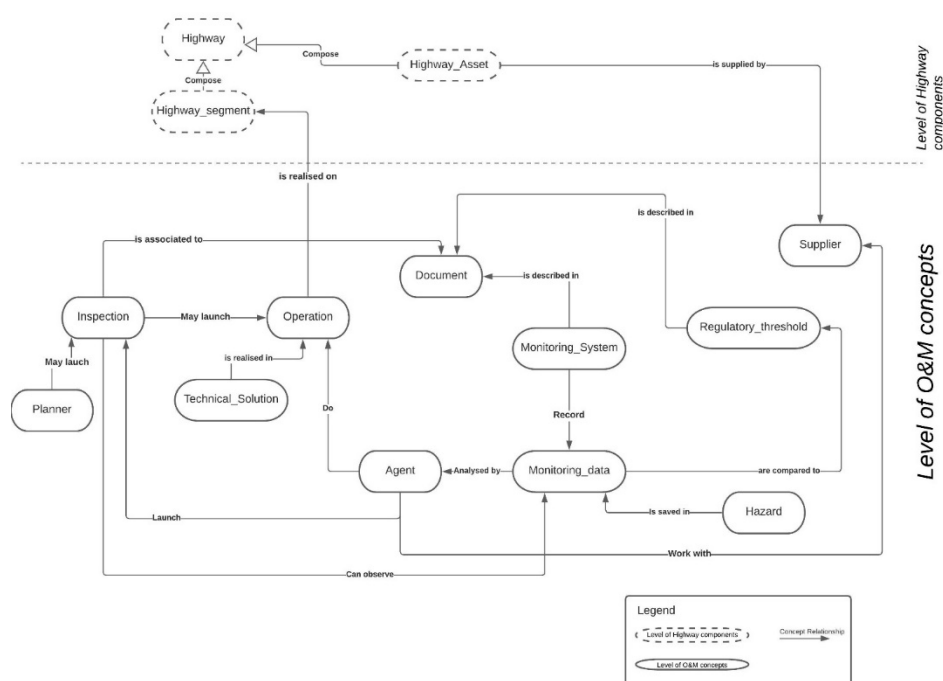 Highway
Compose
Highway_Asset
is supplied by
Compose
Highway_segment
Level of Highway
components
is realised on
is described in
is associated to
Supplier
Document
is described in
Inspection
May launch
Operation
Regulatory_threshold
Monitoring_System
May lauch
is realised in
Technical_Solution
Planner
Do
Record
Level of O&M concepts
Agent
Analysed by
Monitoring_data
are compared to
Launch
Is saved in
Hazard
Work with
Can observe
Legend
Level of Highway components
Concept Relationship
Level of O&M concepts